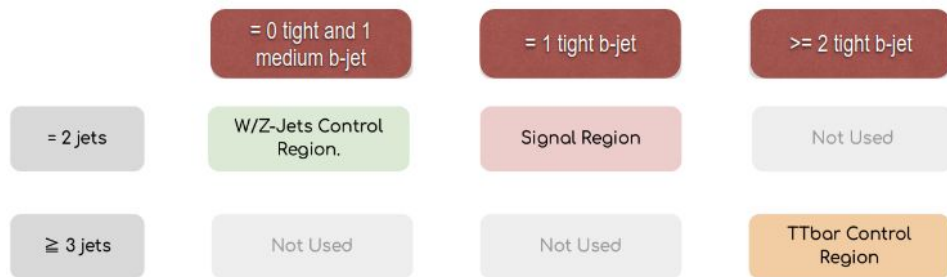 = 0 tight and 1
medium b-jet
= 1 tight b-jet
>= 2 tight b-jet
= 2 jets
W/Z-Jets Control
Region.
Signal Region
Not Used
≧ 3 jets
Not Used
Not Used
TTbar Control
Region